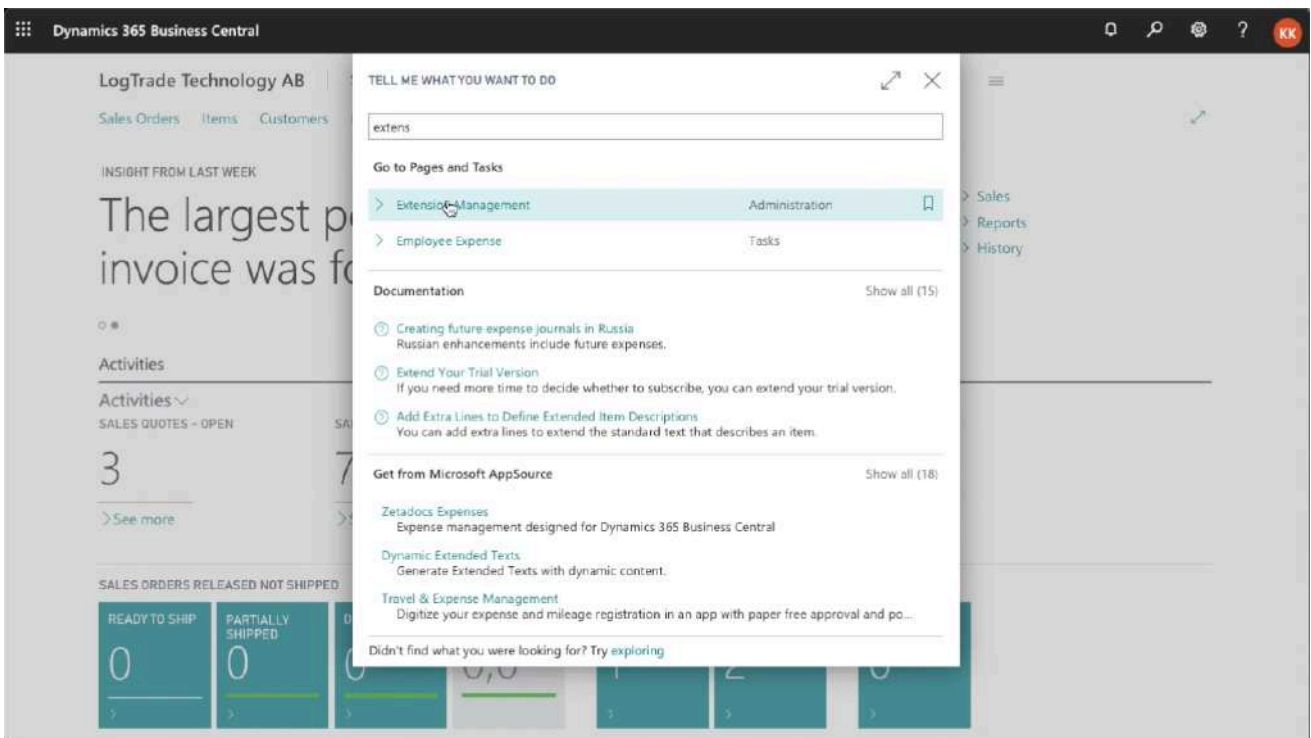 Dynamics 365 Business Central
KK
LogTrade Technology AB
Sales Orders Items Customers
INSIGHT FROM LAST WEEK
The largest
invoice was
Activities
Activities
SALES QUOTES - OPEN
3
7
See more
SALES ORDERS RELEASED NOT SHIPPED
READY TO SHIP
0
PARTIALLY SHIPPED
0
Sales
Reports
History
TELL ME WHAT YOU WANT TO DO
extens
Go to Pages and Tasks
Extension Management Administration
Employee Expense Tasks
Documentation Show all (15)
Creating future expense journals in Russia
Russian enhancements include future expenses.
Extend Your Trial Version
If you need more time to decide whether to subscribe, you can extend your trial version.
Add Extra Lines to Define Extended Item Descriptions
You can add extra lines to extend the standard text that describes an item.
Get from Microsoft AppSource Show all (18)
Zetadocs Expenses
Expense management designed for Dynamics 365 Business Central
Dynamic Extended Texts
Generate Extended Texts with dynamic content.
Travel & Expense Management
Digitize your expense and mileage registration in an app with paper free approval and po...
Didn't find what you were looking for? Try exploring